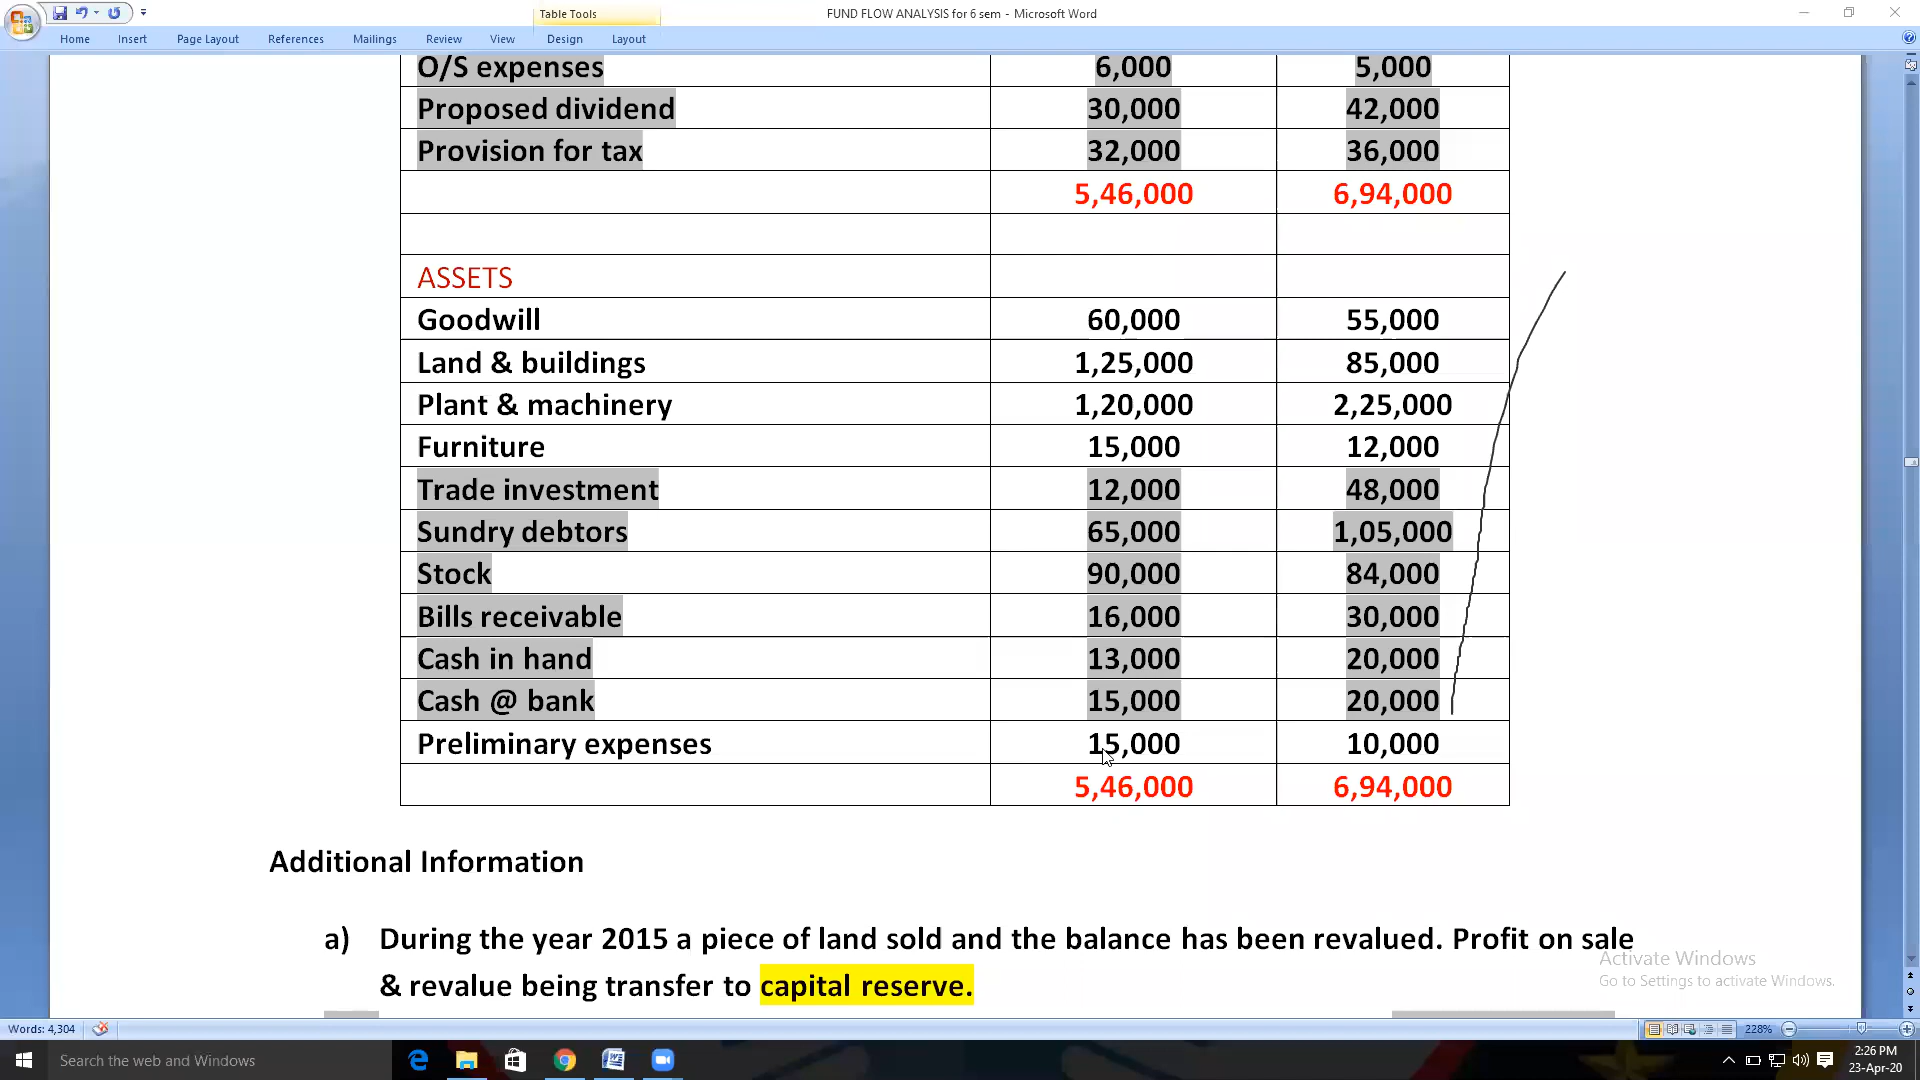 Table Tools
FUND FLOW ANALYSIS for 6 sem - Microsoft Word
Home Insert Page Layout References Mailings Review View Design Layout
O/S expenses 6,000 5,000
Proposed dividend 30,000 42,000
Provision for tax 32,000 36,000
5,46,000 6,94,000
ASSETS
Goodwill 60,000 55,000
Land & buildings 1,25,000 85,000
Plant & machinery 1,20,000 2,25,000
Furniture 15,000 12,000
Trade investment 12,000 48,000
Sundry debtors 65,000 1,05,000
Stock 90,000 84,000
Bills receivable 16,000 30,000
Cash in hand 13,000 20,000
Cash @ bank 15,000 20,000
Preliminary expenses 15,000 10,000
5,46,000 6,94,000
Additional Information
a) During the year 2015 a piece of land sold and the balance has been revalued. Profit on sale
& revalue being transfer to capital reserve.
Activate Windows
Go to Settings to activate Windows.
Words: 4,304 228%
Search the web and Windows
2:26 PM
23-Apr-20